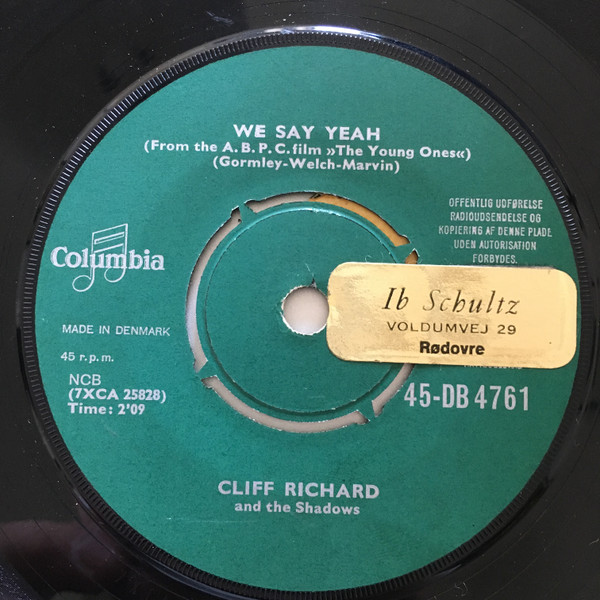 WE SAY YEAH
(From the A.B.P.C. film »The Young Ones«)
(Gormley-Welch-Marvin)
OFFENTLIG UDFØRELSE
RADIOUDSENDELSE OG
KOPIERING AF DENNE PLADE
UDEN AUTORISATION
FORBYDES.
Columbia
Ib Schultz
VOLDUMVEJ 29
Rødovre
MADE IN DENMARK
45 r.p.m.
NCB
(7XCA 25828)
Time: 2'09
45-DB 4761
CLIFF RICHARD
and the Shadows